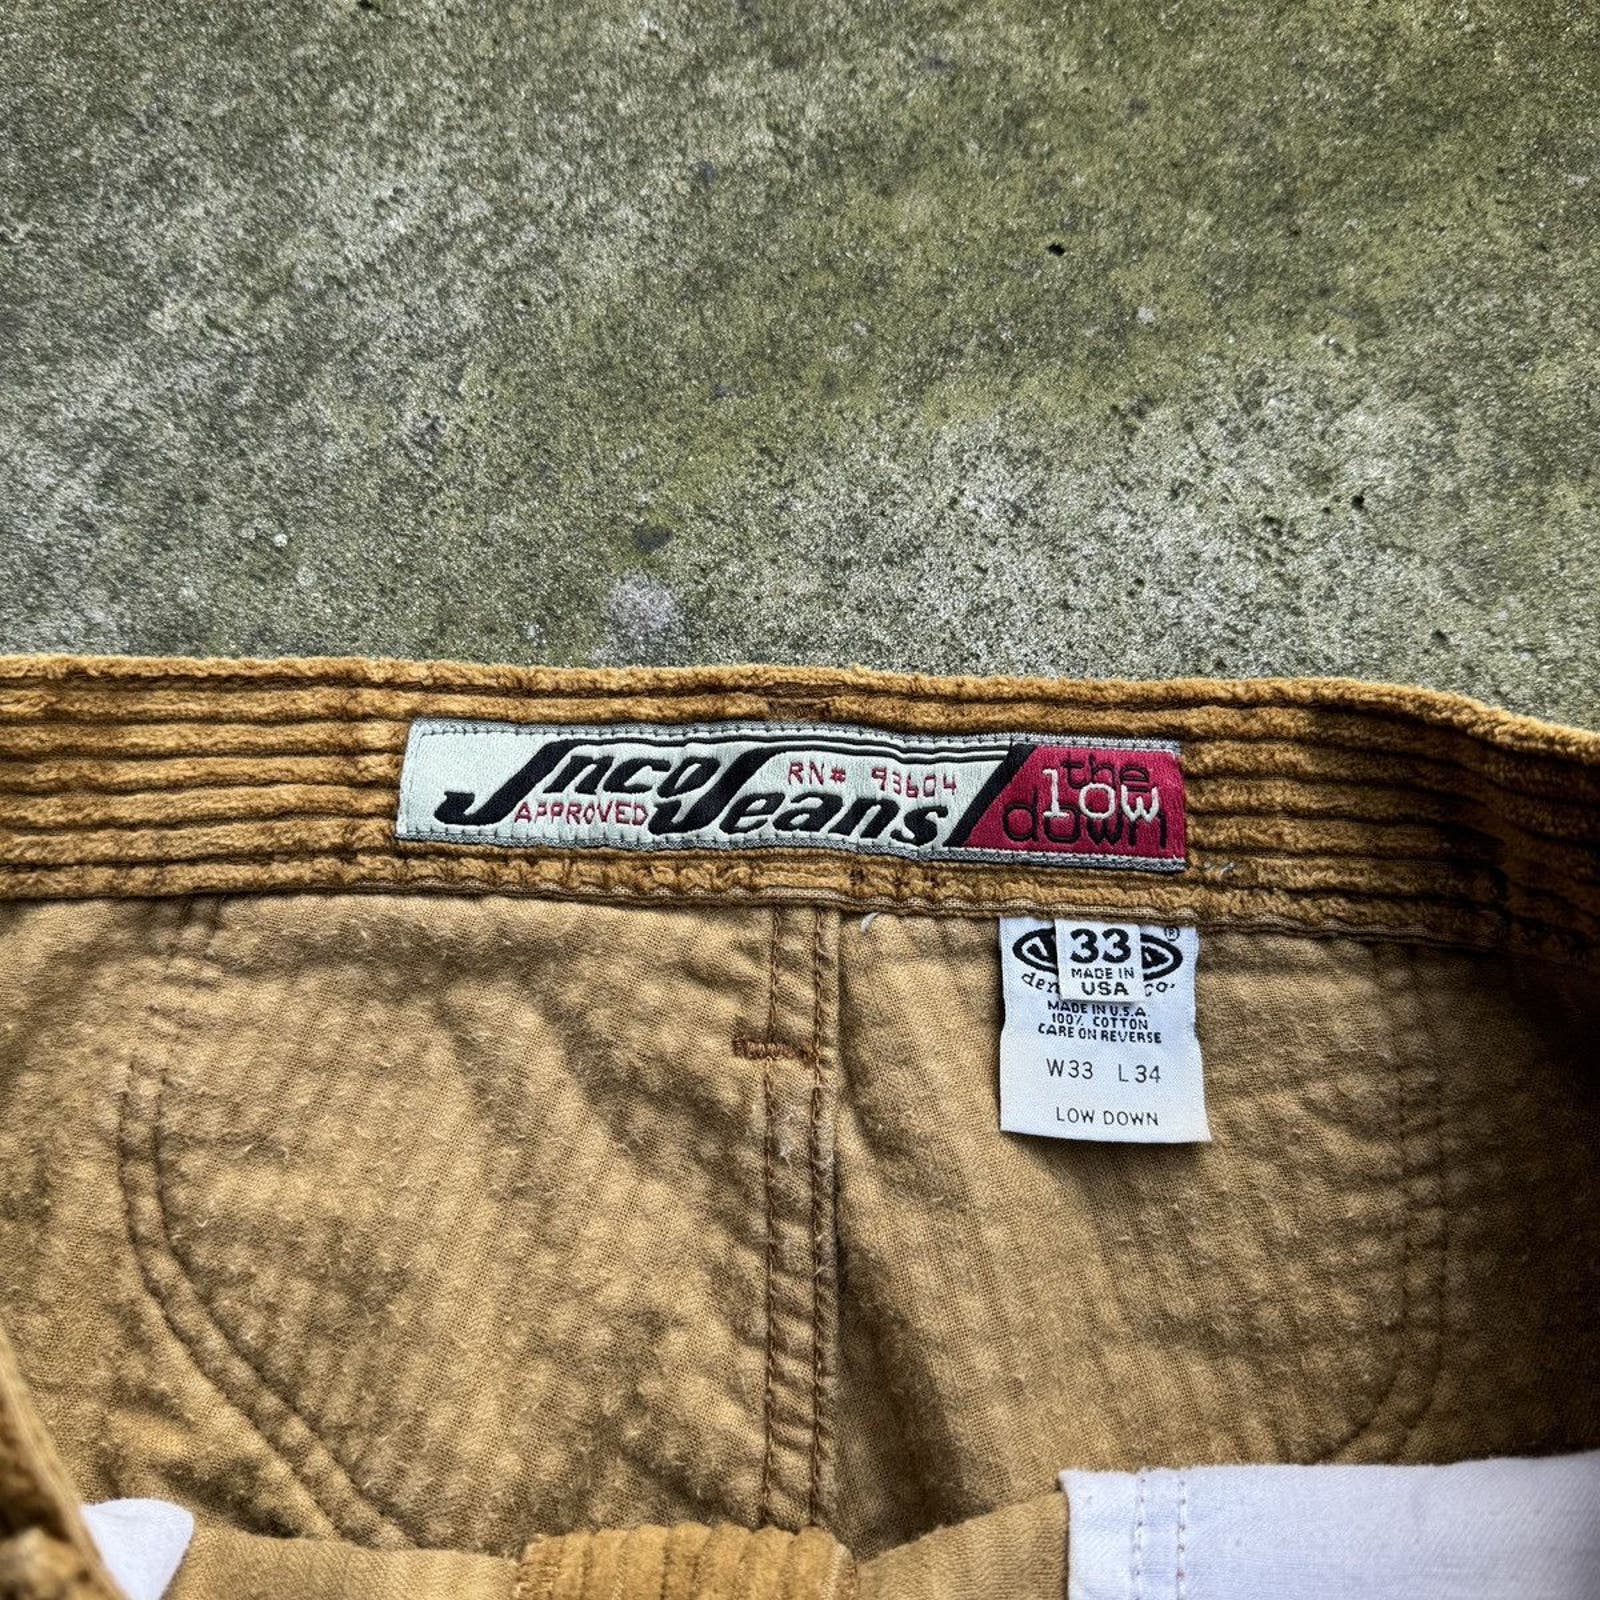 Jnco Jeans
RN# 93604
APPROVED
the
low
down
33
MADE IN
USA
®
MADE IN U.S.A.
100% COTTON
CARE ON REVERSE
W33 L34
LOW DOWN